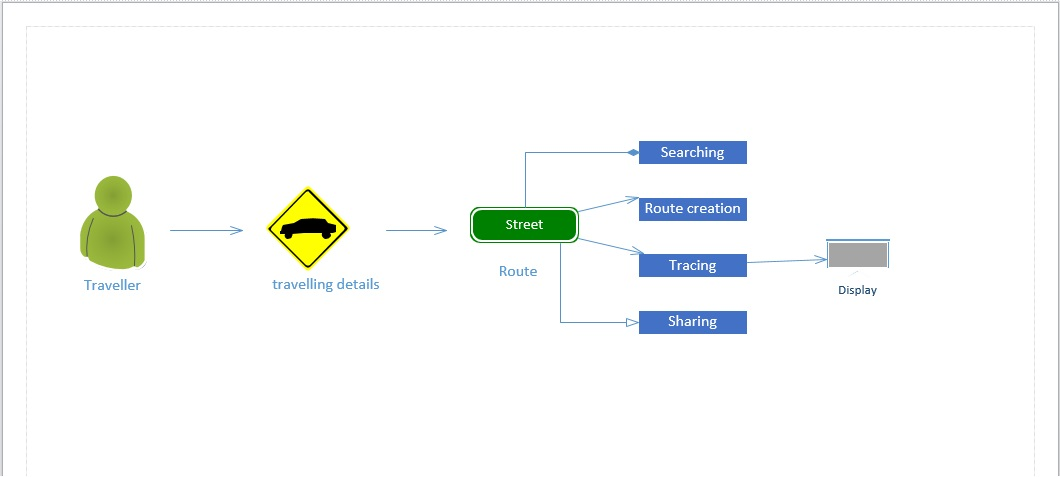 Traveller
travelling details
Street
Route
Searching
Route creation
Tracing
Sharing
Display